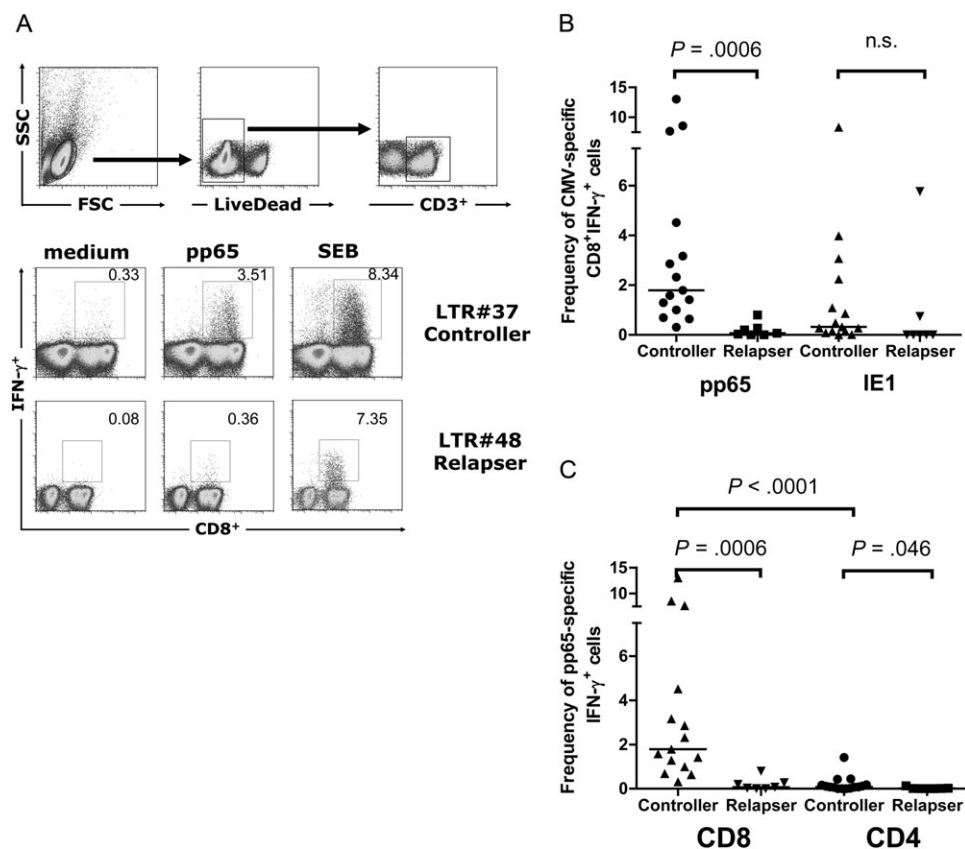 A
SSC
FSC
LiveDead
CD3⁺
medium
pp65
SEB
0.33
3.51
8.34
LTR#37
Controller
IFN-γ⁺
0.08
0.36
7.35
LTR#48
Relapser
CD8⁺
B
P = .0006
n.s.
Frequency of CMV-specific
CD8⁺IFN-γ⁺ cells
15
10
6
4
2
0
Controller Relapser Controller Relapser
pp65 IE1
C
P < .0001
P = .0006
P = .046
Frequency of pp65-specific
IFN-γ⁺ cells
15
10
6
4
2
0
Controller Relapser Controller Relapser
CD8 CD4